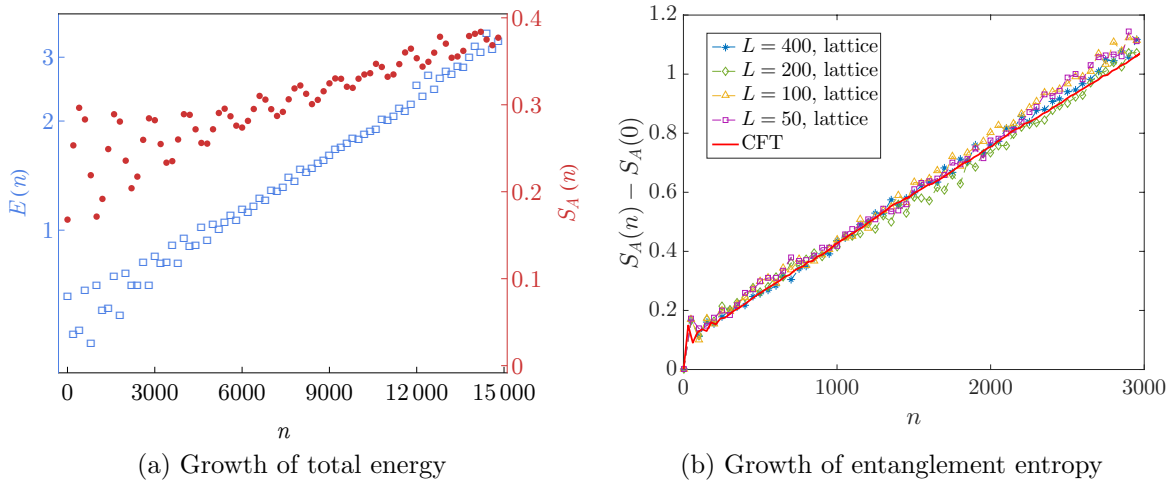 E(n)
3
2
1
0.4
0.3
0.2
0.1
0
S_A(n)
0 3000 6000 9000 12 000 15 000
n
(a) Growth of total energy
S_A(n) − S_A(0)
1.2
1
0.8
0.6
0.4
0.2
0
L = 400, lattice
L = 200, lattice
L = 100, lattice
L = 50, lattice
CFT
0 1000 2000 3000
n
(b) Growth of entanglement entropy